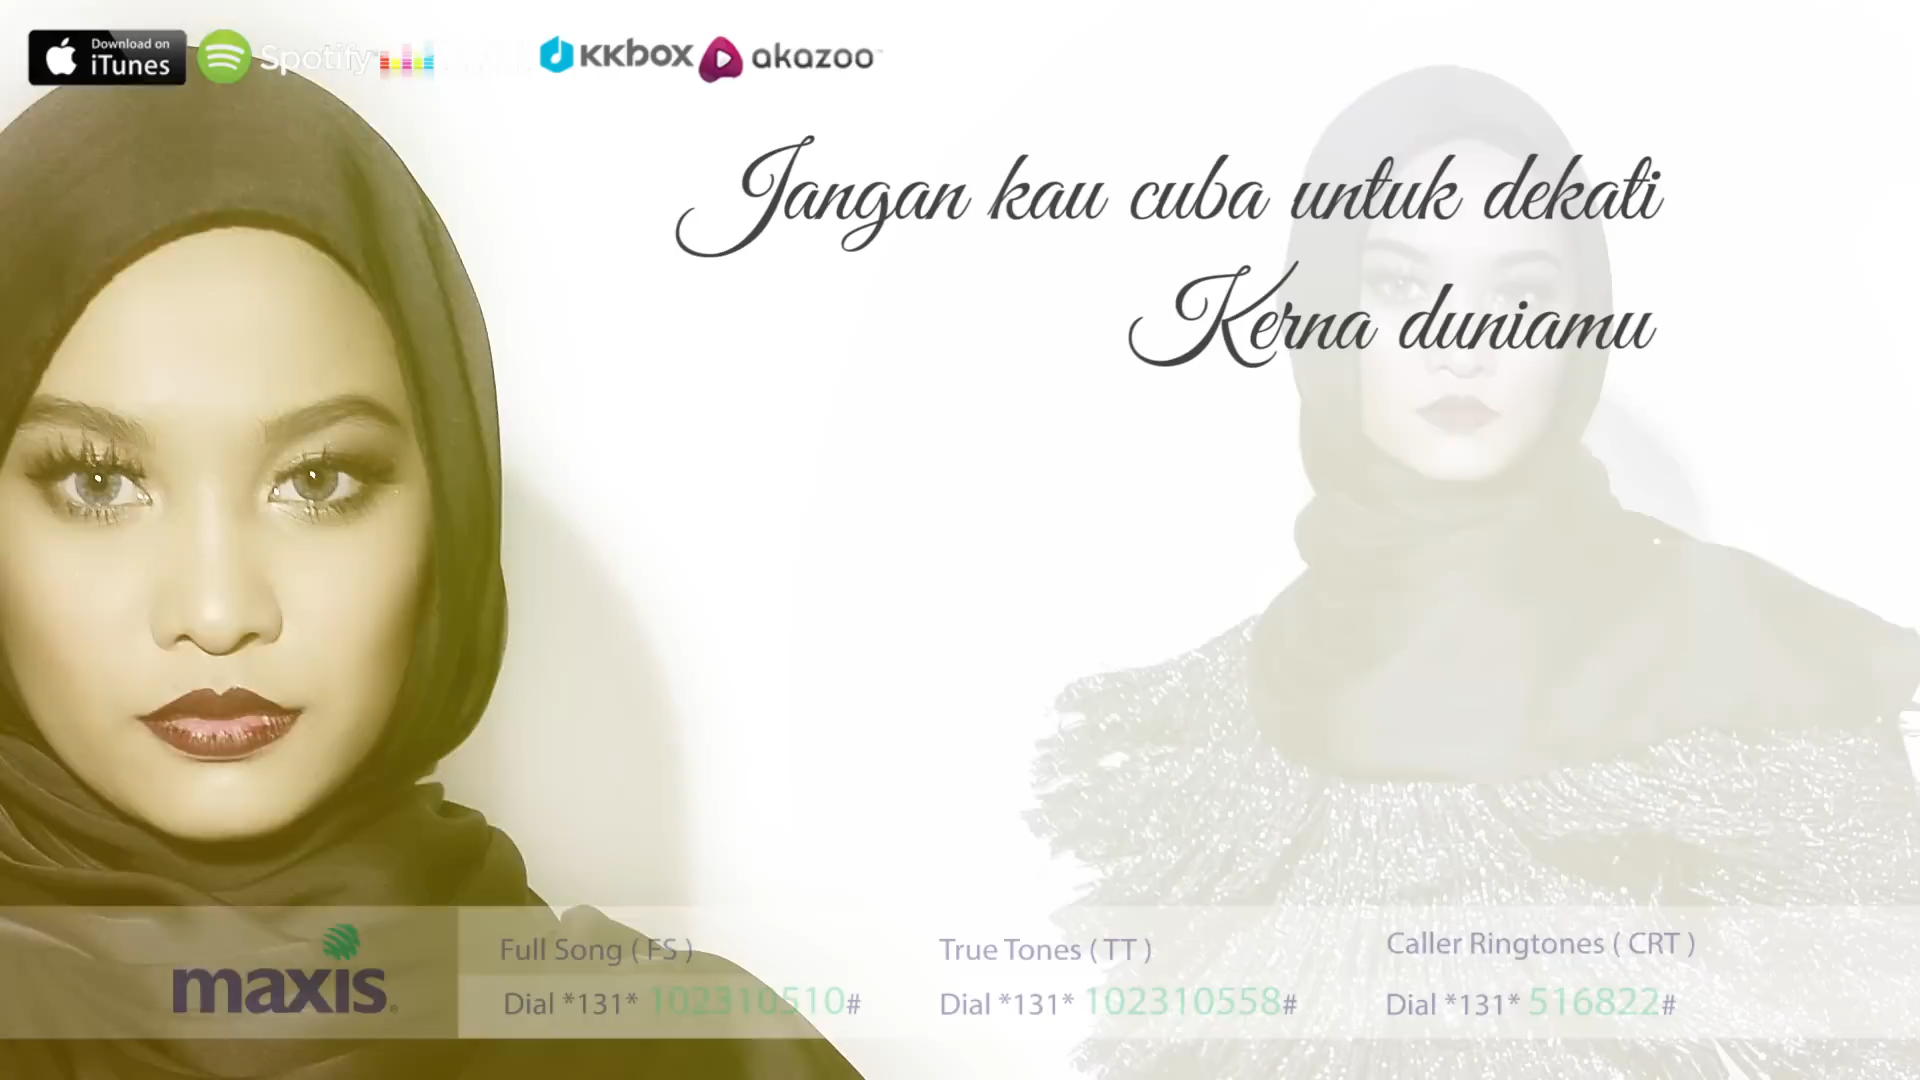 Download on
iTunes
Spotify
KKBOX
akazoo
Jangan kau cuba untuk dekati
Kerna duniamu
maxis
Full Song ( FS )
Dial *131* 102310510#
True Tones ( TT )
Dial *131* 102310558#
Caller Ringtones ( CRT )
Dial *131* 516822#